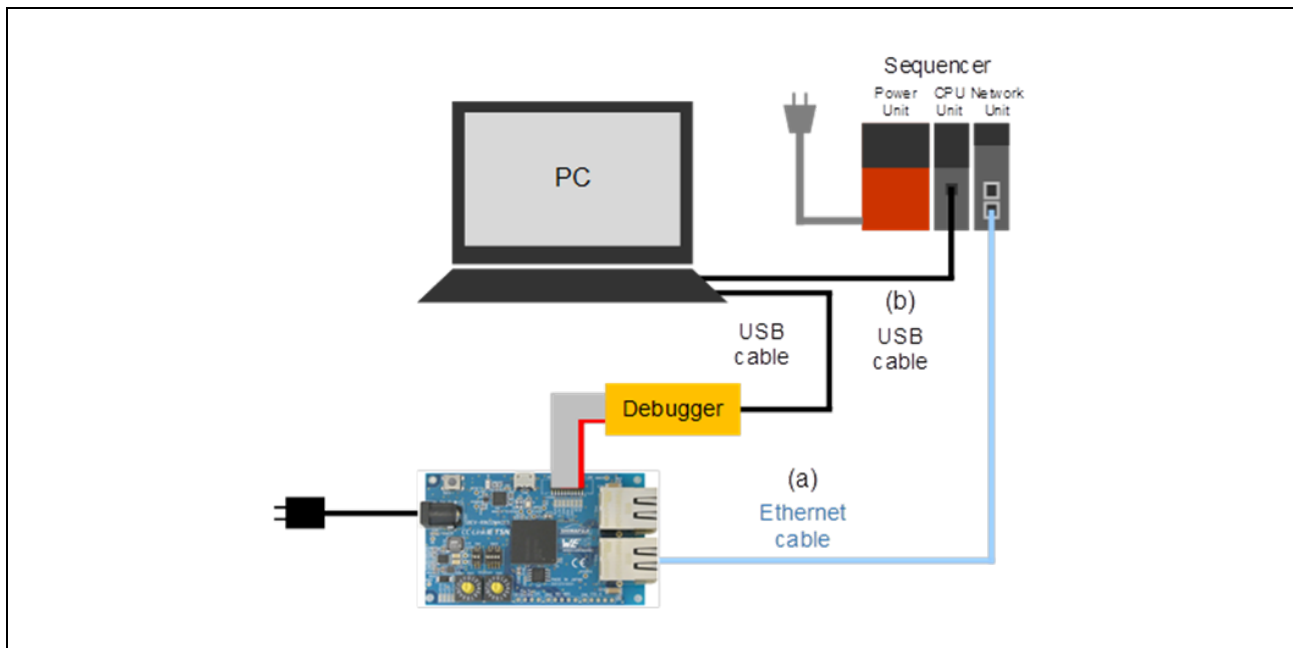 Sequencer
Power Unit
CPU Unit
Network Unit
PC
(b)
USB cable
USB cable
Debugger
(a)
Ethernet cable